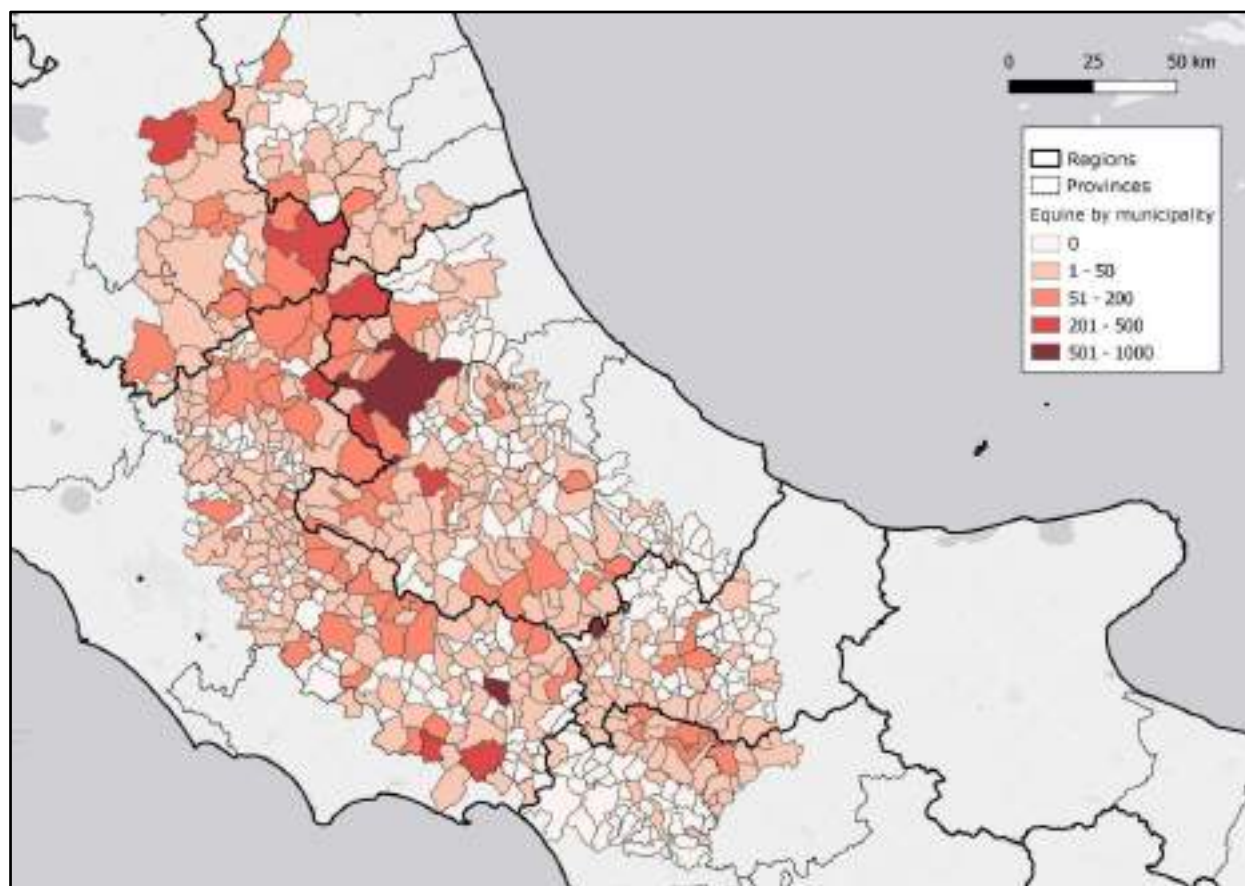 0 25 50 km
Regions
Provinces
Equine by municipality
0
1 - 50
51 - 200
201 - 500
501 - 1000